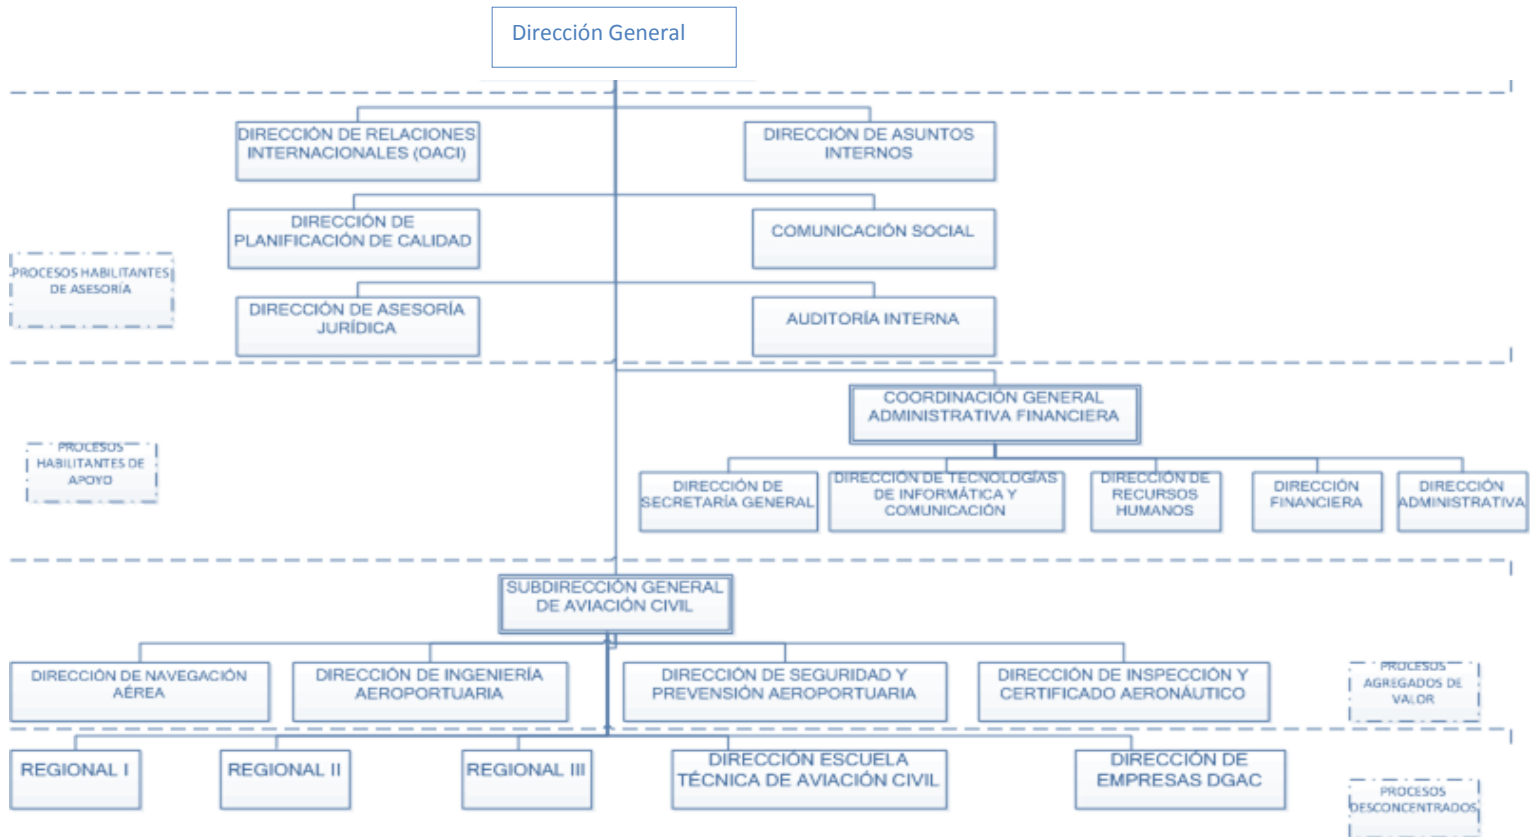 Dirección General
DIRECCIÓN DE RELACIONES
INTERNACIONALES (OACI)
DIRECCIÓN DE ASUNTOS
INTERNOS
DIRECCIÓN DE
PLANIFICACIÓN DE CALIDAD
COMUNICACIÓN SOCIAL
PROCESOS HABILITANTES
DE ASESORÍA
DIRECCIÓN DE ASESORÍA
JURÍDICA
AUDITORÍA INTERNA
COORDINACIÓN GENERAL
ADMINISTRATIVA FINANCIERA
PROCESOS
HABILITANTES DE
APOYO
DIRECCIÓN DE
SECRETARÍA GENERAL
DIRECCIÓN DE TECNOLOGÍAS
DE INFORMÁTICA Y
COMUNICACIÓN
DIRECCIÓN DE
RECURSOS
HUMANOS
DIRECCIÓN
FINANCIERA
DIRECCIÓN
ADMINISTRATIVA
SUBDIRECCIÓN GENERAL
DE AVIACIÓN CIVIL
DIRECCIÓN DE NAVEGACIÓN
AÉREA
DIRECCIÓN DE INGENIERÍA
AEROPORTUARIA
DIRECCIÓN DE SEGURIDAD Y
PREVENSIÓN AEROPORTUARIA
DIRECCIÓN DE INSPECCIÓN Y
CERTIFICADO AERONÁUTICO
PROCESOS
AGREGADOS DE
VALOR
REGIONAL I
REGIONAL II
REGIONAL III
DIRECCIÓN ESCUELA
TÉCNICA DE AVIACIÓN CIVIL
DIRECCIÓN DE
EMPRESAS DGAC
PROCESOS
DESCONCENTRADOS